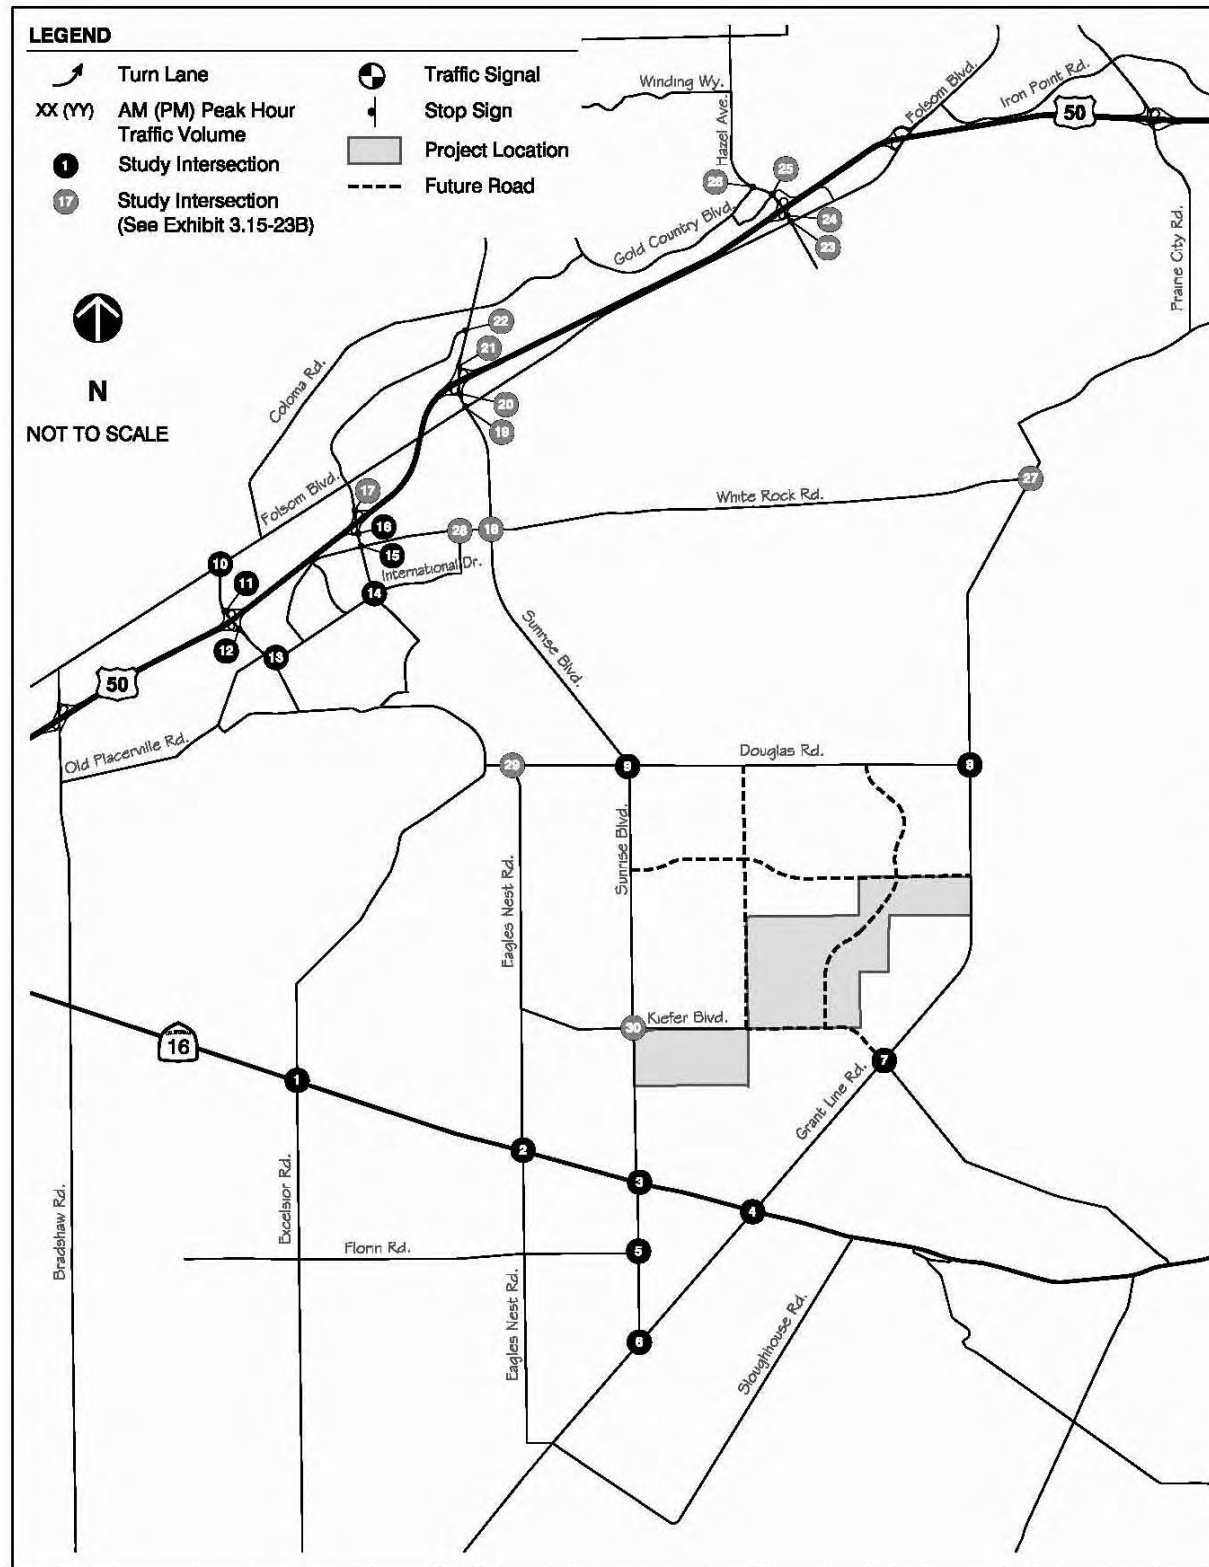 LEGEND
Turn Lane
XX (YY) AM (PM) Peak Hour
Traffic Volume
1 Study Intersection
17 Study Intersection
(See Exhibit 3.15-23B)
Traffic Signal
Stop Sign
Project Location
Future Road
N
NOT TO SCALE
Winding Wy.
Hazel Ave.
Folsom Blvd.
Iron Point Rd.
50
25
24
23
Gold Country Blvd.
Prairie City Rd.
22
21
20
19
Coloma Rd.
Folsom Blvd.
17
16
15
28
18
White Rock Rd.
27
International Dr.
10
11
12
13
14
50
Old Placerville Rd.
Sunrise Blvd.
29
9
Douglas Rd.
8
Eagles Nest Rd.
Sunrise Blvd.
30
Kiefer Blvd.
7
Grant Line Rd.
16
1
2
3
4
5
6
Bradshaw Rd.
Excelsior Rd.
Florin Rd.
Eagles Nest Rd.
Sloughhouse Rd.